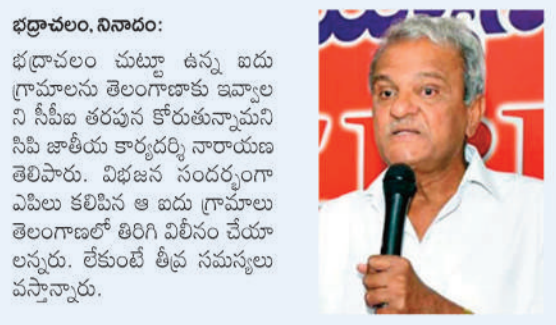 భద్రాచలం, నినాదం:
భద్రాచలం చుట్టూ ఉన్న ఐదు
గ్రామాలను తెలంగాణాకు ఇవ్వాల
ని సీపీఐ తరపున కోరుతున్నామని
సిపి జాతీయ కార్యదర్శి నారాయణ
తెలిపారు. విభజన సందర్భంగా
ఎపిలు కలిపిన ఆ ఐదు గ్రామాలు
తెలంగాణలో తిరిగి విలీనం చేయా
లన్నరు. లేకుంటే తీవ్ర సమస్యలు
వస్తాన్నారు.